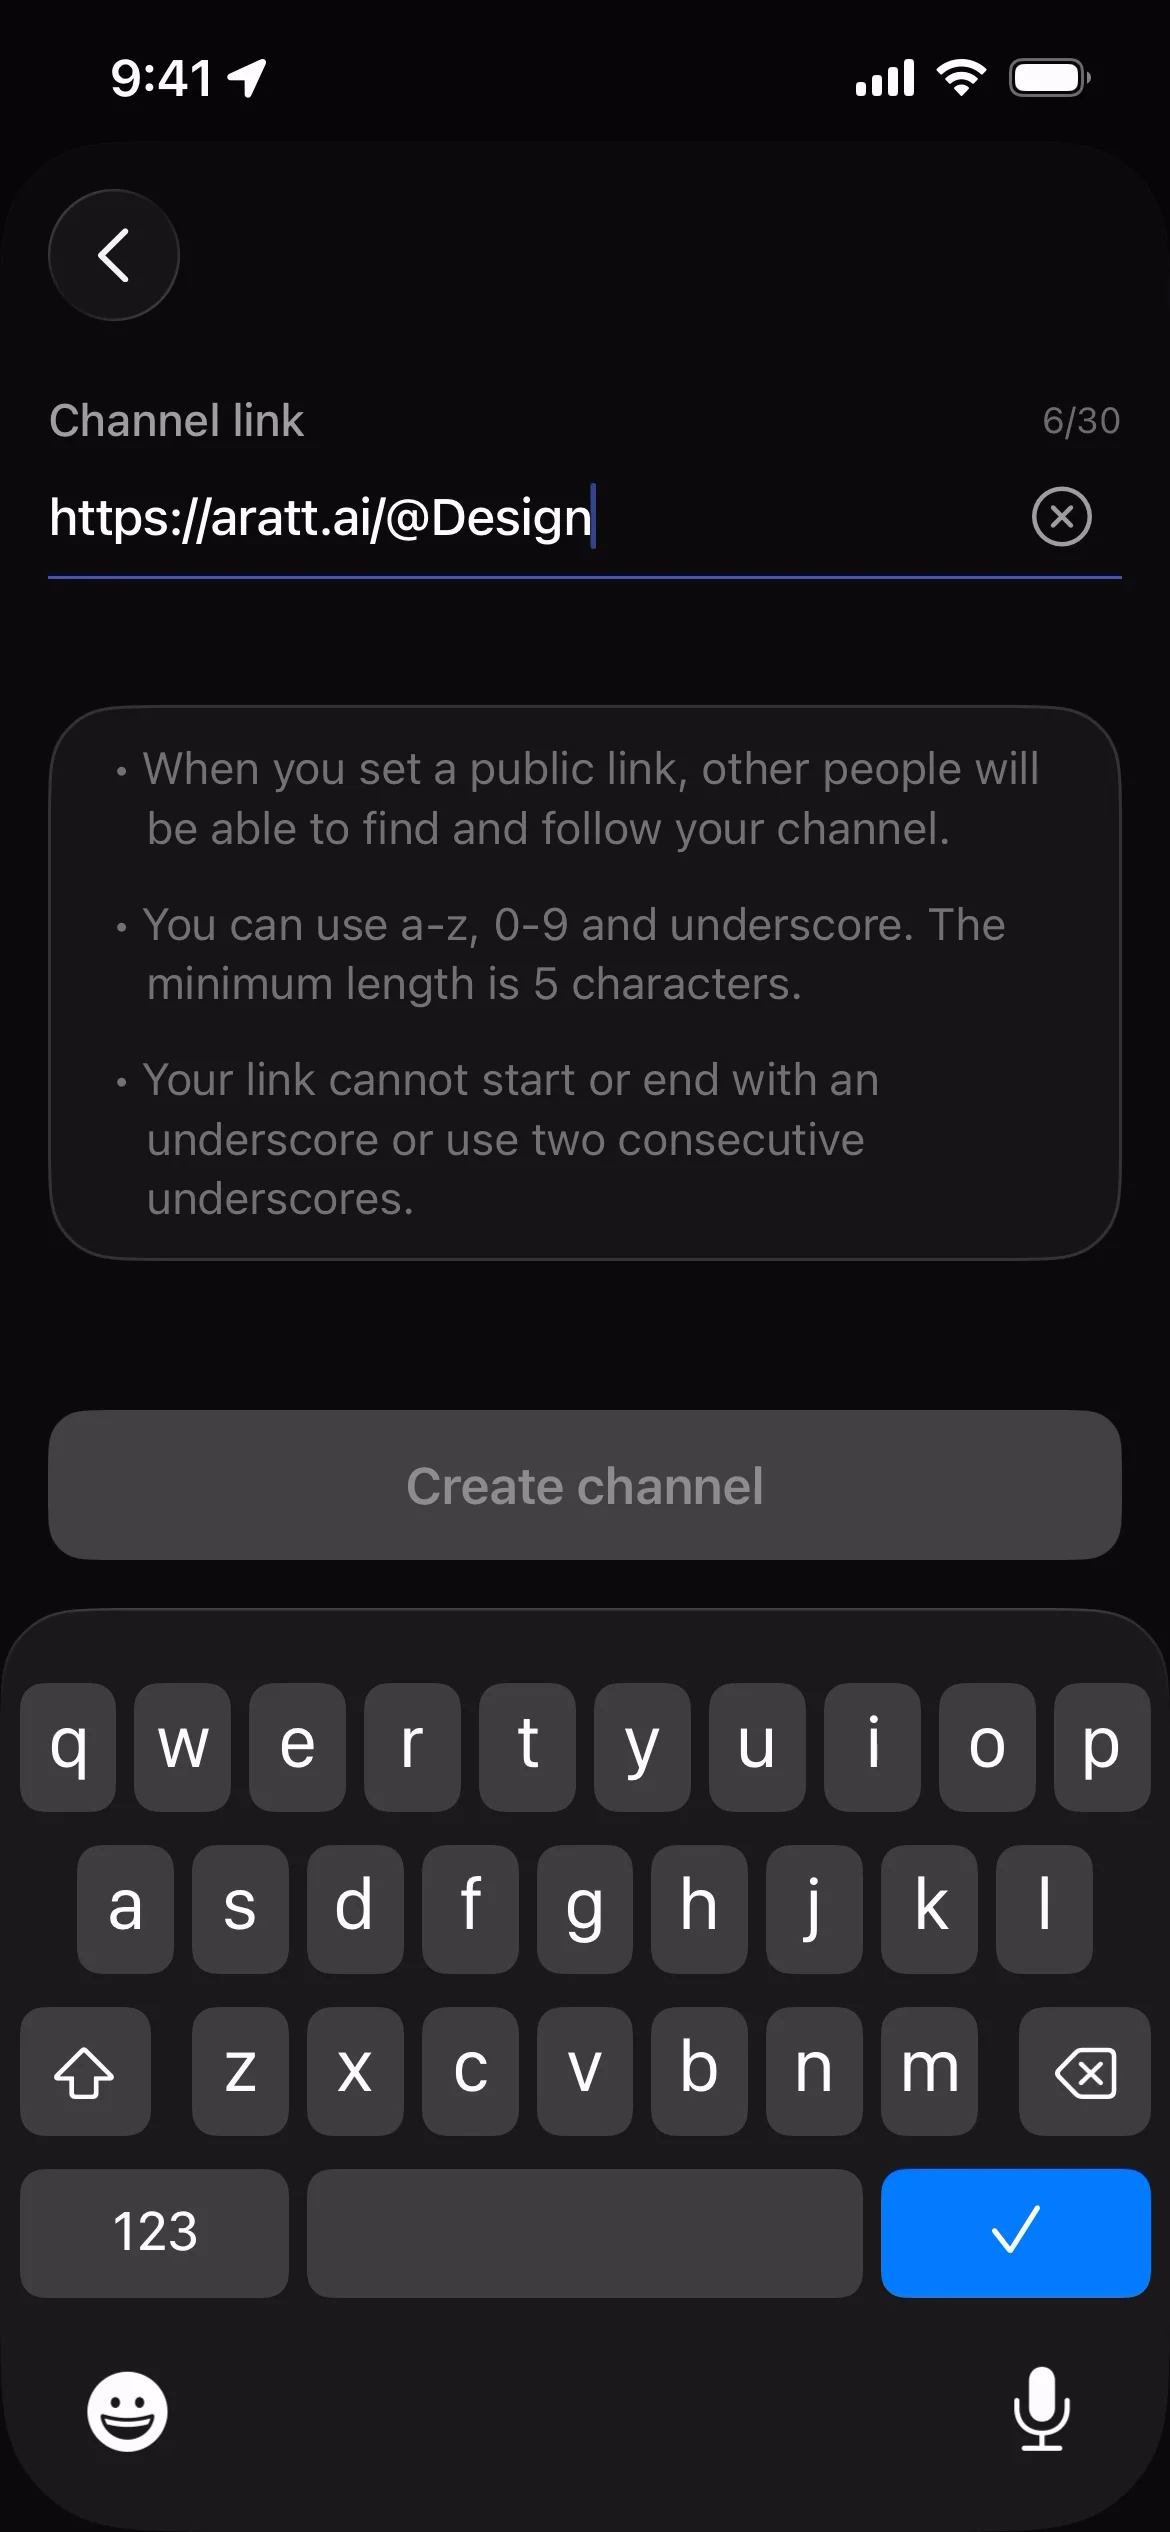 9:41
Channel link
6/30
https://aratt.ai/@Design
• When you set a public link, other people will
be able to find and follow your channel.
• You can use a-z, 0-9 and underscore. The
minimum length is 5 characters.
• Your link cannot start or end with an
underscore or use two consecutive
underscores.
Create channel
q w e r t y u i o p
a s d f g h j k l
z x c v b n m
123